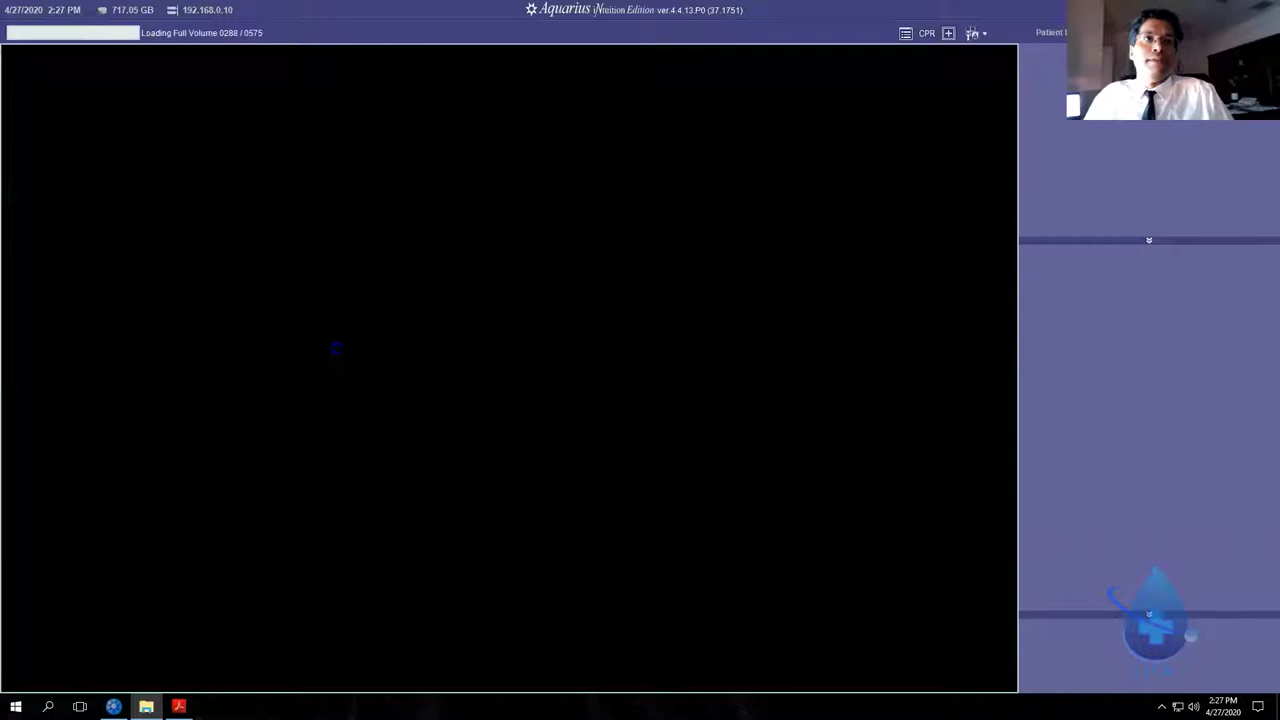 4/27/2020 2:27 PM 717.05 GB 192.168.0.10 Aquarius iNtuition Edition ver.4.4.13.P0 (37.1751)
Loading Full Volume 0288 / 0575 CPR Patient
2:27 PM
4/27/2020